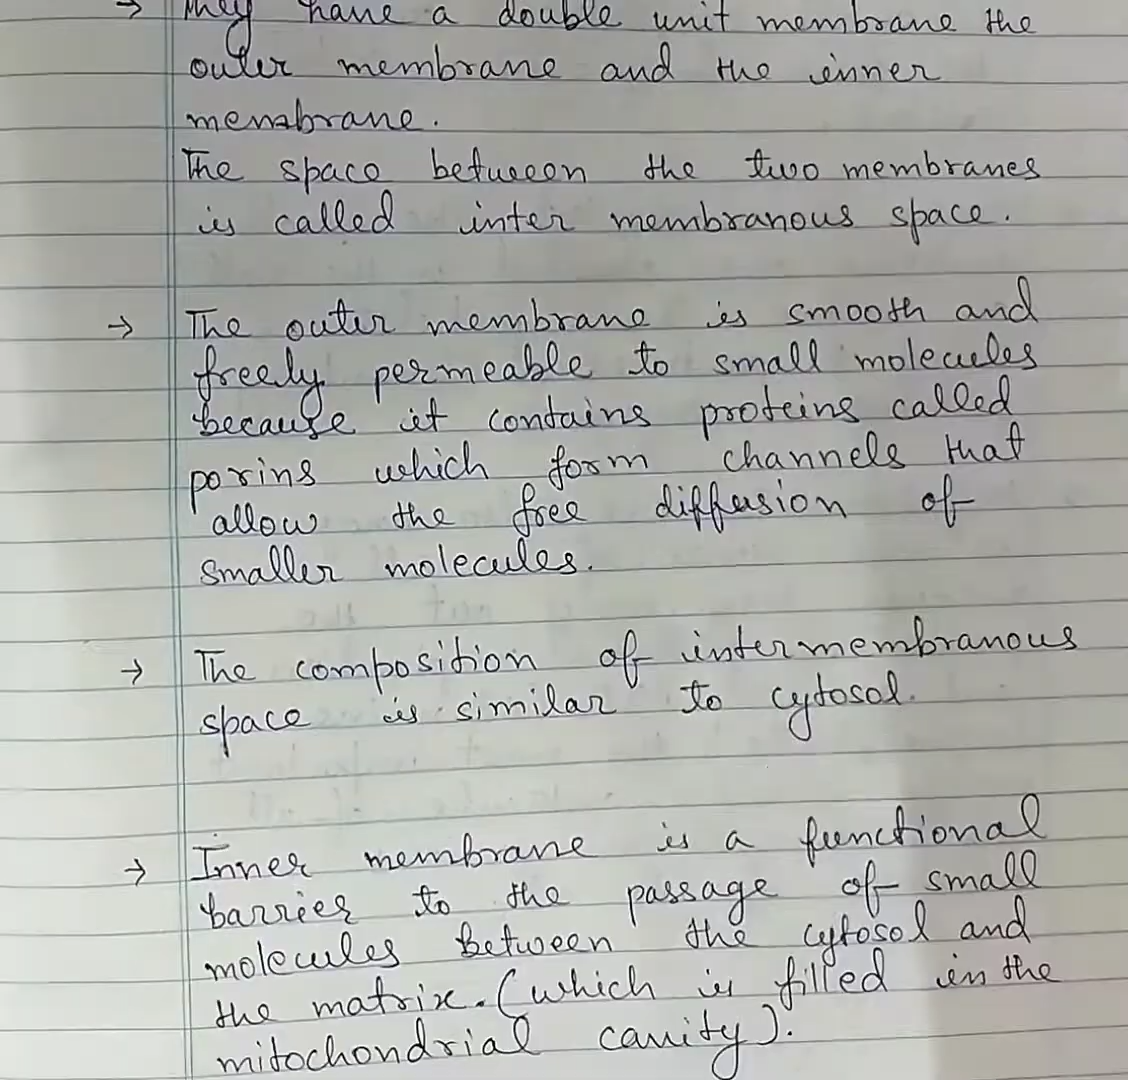 → They have a double unit membrane the
outer membrane and the inner
membrane.
The space between the two membranes
is called inter membranous space.
→ The outer membrane is smooth and
freely permeable to small molecules
because it contains proteins called
porins which form channels that
allow the free diffusion of
smaller molecules.
→ The composition of intermembranous
space is similar to cytosol.
→ Inner membrane is a functional
barrier to the passage of small
molecules between the cytosol and
the matrix. (which is filled in the
mitochondrial cavity).